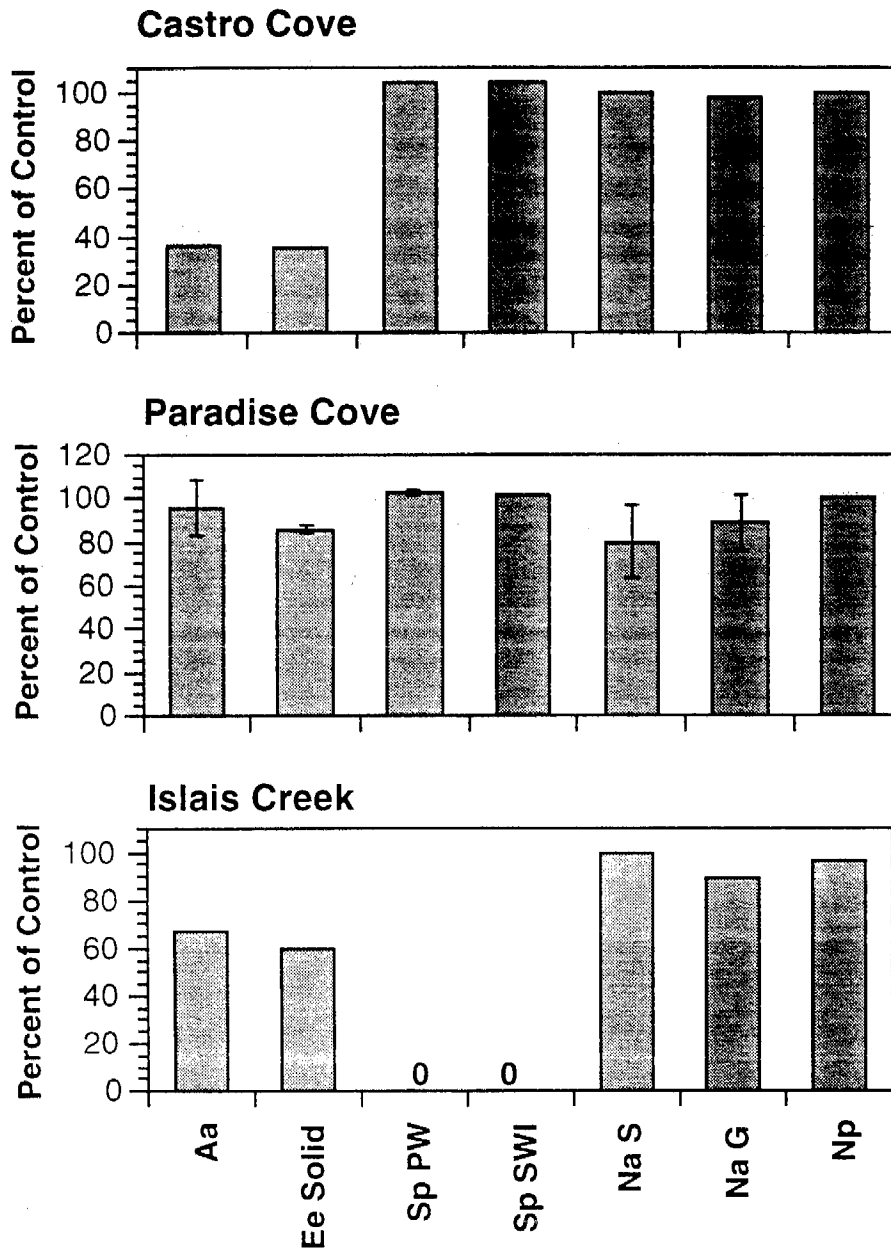 Castro Cove
Percent of Control
100
80
60
40
20
0
Paradise Cove
Percent of Control
120
100
80
60
40
20
0
Islais Creek
Percent of Control
100
80
60
40
20
0
0
0
Aa
Ee Solid
Sp PW
Sp SWI
Na S
Na G
Np